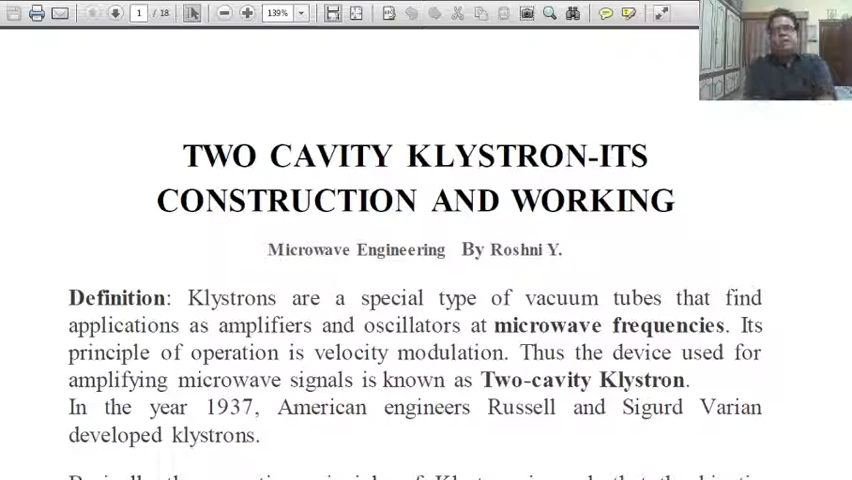 1 / 18 139%
TWO CAVITY KLYSTRON-ITS
CONSTRUCTION AND WORKING
Microwave Engineering By Roshni Y.
Definition: Klystrons are a special type of vacuum tubes that find
applications as amplifiers and oscillators at microwave frequencies. Its
principle of operation is velocity modulation. Thus the device used for
amplifying microwave signals is known as Two-cavity Klystron.
In the year 1937, American engineers Russell and Sigurd Varian
developed klystrons.